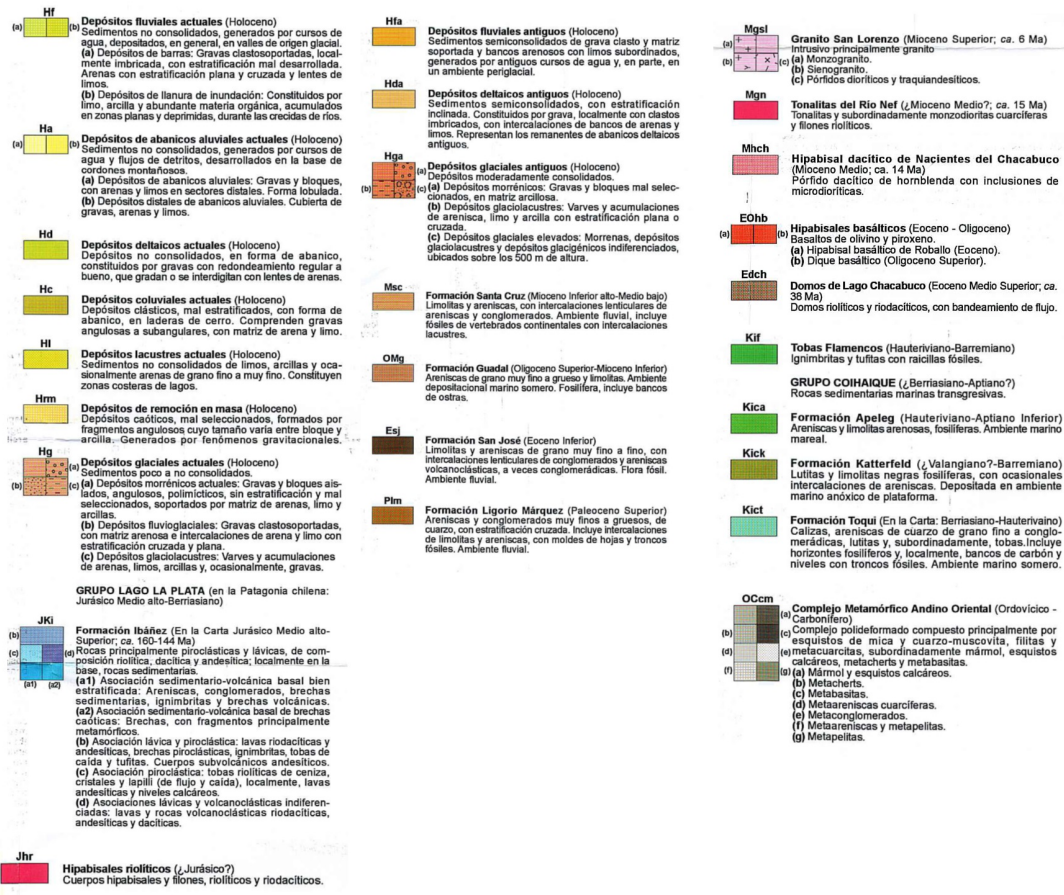 Hf
(a) (b) Depósitos fluviales actuales (Holoceno)
Sedimentos no consolidados, generados por cursos de
agua, depositados, en general, en valles de origen glacial.
(a) Depósitos de barras: Gravas clastosoportadas, local-
mente imbricada, con estratificación mal desarrollada.
Arenas con estratificación plana y cruzada y lentes de
limos.
(b) Depósitos de llanura de inundación: Constituidos por
limo, arcilla y abundante materia orgánica, acumulados
en zonas planas y deprimidas, durante las crecidas de ríos.
Ha
(a) (b) Depósitos de abanicos aluviales actuales (Holoceno)
Sedimentos no consolidados, generados por cursos de
agua y flujos de detritos, desarrollados en la base de
cordones montañosos.
(a) Depósitos de abanicos aluviales: Gravas y bloques,
con arenas y limos en sectores distales. Forma lobulada.
(b) Depósitos distales de abanicos aluviales. Cubierta de
gravas, arenas y limos.
Hd
Depósitos deltaicos actuales (Holoceno)
Depósitos no consolidados, en forma de abanico,
constituidos por gravas con redondeamiento regular a
bueno, que gradan o se interdigitan con lentes de arenas.
Hc
Depósitos coluviales actuales (Holoceno)
Depósitos clásticos, mal estratificados, con forma de
abanico, en laderas de cerro. Comprenden gravas
angulosas a subangulares, con matriz de arena y limo.
Hl
Depósitos lacustres actuales (Holoceno)
Sedimentos no consolidados de limos, arcillas y oca-
sionalmente arenas de grano fino a muy fino. Constituyen
zonas costeras de lagos.
Hrm
Depósitos de remoción en masa (Holoceno)
Depósitos caóticos, mal seleccionados, formados por
fragmentos angulosos cuyo tamaño varía entre bloque y
arcilla. Generados por fenómenos gravitacionales.
Hg
(a) Depósitos glaciales actuales (Holoceno)
Sedimentos poco a no consolidados.
(b) (c) (a) Depósitos morrénicos actuales: Gravas y bloques ais-
lados, angulosos, polimícticos, sin estratificación y mal
seleccionados, soportados por matriz de arenas, limo y
arcillas.
(b) Depósitos fluvioglaciales: Gravas clastosoportadas,
con matriz arenosa e intercalaciones de arena y limo con
estratificación cruzada y plana.
(c) Depósitos glaciolacustres: Varves y acumulaciones
de arenas, limos, arcillas y, ocasionalmente, gravas.
GRUPO LAGO LA PLATA (en la Patagonia chilena:
Jurásico Medio alto-Berriasiano)
JKi
(b) Formación Ibáñez (En la Carta Jurásico Medio alto-
Superior; ca. 160-144 Ma)
(c) (d) Rocas principalmente piroclásticas y lávicas, de com-
posición riolítica, dacítica y andesítica; localmente en la
base, rocas sedimentarias.
(a1) (a2) (a1) Asociación sedimentario-volcánica basal bien
estratificada: Areniscas, conglomerados, brechas
sedimentarias, ignimbritas y brechas volcánicas.
(a2) Asociación sedimentario-volcánica basal de brechas
caóticas: Brechas, con fragmentos principalmente
metamórficos.
(b) Asociación lávica y piroclástica: lavas riodacíticas y
andesíticas, brechas piroclásticas, ignimbritas, tobas de
caída y tufitas. Cuerpos subvolcánicos andesíticos.
(c) Asociación piroclástica: tobas riolíticas de ceniza,
cristales y lapilli (de flujo y caída), localmente, lavas
andesíticas y niveles calcáreos.
(d) Asociaciones lávicas y volcanoclásticas indiferen-
ciadas: lavas y rocas volcanoclásticas riodacíticas,
andesíticas y dacíticas.
Jhr
Hipabisales riolíticos (¿Jurásico?)
Cuerpos hipabisales y filones, riolíticos y riodacíticos.
Hfa
Depósitos fluviales antiguos (Holoceno)
Sedimentos semiconsolidados de grava clasto y matriz
soportada y bancos arenosos con limos subordinados,
generados por antiguos cursos de agua y, en parte, en
un ambiente periglacial.
Hda
Depósitos deltaicos antiguos (Holoceno)
Sedimentos semiconsolidados, con estratificación
inclinada. Constituidos por grava, localmente con clastos
imbricados, con intercalaciones de bancos de arenas y
limos. Representan los remanentes de abanicos deltaicos
antiguos.
Hga
(a) Depósitos glaciales antiguos (Holoceno)
Depósitos moderadamente consolidados.
(b) (c) (a) Depósitos morrénicos: Gravas y bloques mal selec-
cionados, en matriz arcillosa.
(b) Depósitos glaciolacustres: Varves y acumulaciones
de arenisca, limo y arcilla con estratificación plana o
cruzada.
(c) Depósitos glaciales elevados: Morrenas, depósitos
glaciolacustres y depósitos glacigénicos indiferenciados,
ubicados sobre los 500 m de altura.
Msc
Formación Santa Cruz (Mioceno Inferior alto-Medio bajo)
Limolitas y areniscas, con intercalaciones lenticulares de
areniscas y conglomerados. Ambiente fluvial, incluye
fósiles de vertebrados continentales con intercalaciones
lacustres.
OMg
Formación Guadal (Oligoceno Superior-Mioceno Inferior)
Areniscas de grano muy fino a grueso y limolitas. Ambiente
depositacional marino somero. Fosilífera, incluye bancos
de ostras.
Esj
Formación San José (Eoceno Inferior)
Limolitas y areniscas de grano muy fino a fino, con
intercalaciones lenticulares de conglomerados y areniscas
volcanoclásticas, a veces conglomerádicas. Flora fósil.
Ambiente fluvial.
Plm
Formación Ligorio Márquez (Paleoceno Superior)
Areniscas y conglomerados muy finos a gruesos, de
cuarzo, con estratificación cruzada. Incluye intercalaciones
de limolitas y areniscas, con moldes de hojas y troncos
fósiles. Ambiente fluvial.
Mgsl
(a) Granito San Lorenzo (Mioceno Superior; ca. 6 Ma)
Intrusivo principalmente granito
(b) (c) (a) Monzogranito.
(b) Sienogranito.
(c) Pórfidos dioríticos y traquiandesíticos.
Mgn
Tonalitas del Río Nef (¿Mioceno Medio?; ca. 15 Ma)
Tonalitas y subordinadamente monzodioritas cuarcíferas
y filones riolíticos.
Mhch
Hipabisal dacítico de Nacientes del Chacabuco
(Mioceno Medio; ca. 14 Ma)
Pórfido dacítico de hornblenda con inclusiones de
microdioríticas.
EOhb
(a) (b) Hipabisales basálticos (Eoceno - Oligoceno)
Basaltos de olivino y piroxeno.
(a) Hipabisal basáltico de Roballo (Eoceno).
(b) Dique basáltico (Oligoceno Superior).
Edch
Domos de Lago Chacabuco (Eoceno Medio Superior; ca.
38 Ma)
Domos riolíticos y riodacíticos, con bandeamiento de flujo.
Kif
Tobas Flamencos (Hauteriviano-Barremiano)
Ignimbritas y tufitas con raicillas fósiles.
GRUPO COIHAIQUE (¿Berriasiano-Aptiano?)
Rocas sedimentarias marinas transgresivas.
Kica
Formación Apeleg (Hauteriviano-Aptiano Inferior)
Areniscas y limolitas arenosas, fosilíferas. Ambiente marino
mareal.
Kick
Formación Katterfeld (¿Valangiano?-Barremiano)
Lutitas y limolitas negras fosilíferas, con ocasionales
intercalaciones de areniscas. Depositada en ambiente
marino anóxico de plataforma.
Kict
Formación Toqui (En la Carta: Berriasiano-Hauterivaino)
Calizas, areniscas de cuarzo de grano fino a conglo-
merádicas, lutitas y, subordinadamente, tobas.Incluye
horizontes fosilíferos y, localmente, bancos de carbón y
niveles con troncos fósiles. Ambiente marino somero.
OCcm
(a) Complejo Metamórfico Andino Oriental (Ordovícico -
Carbonífero)
(b) (c) Complejo polideformado compuesto principalmente por
esquistos de mica y cuarzo-muscovita, filitas y
(d) (e) metacuarcitas, subordinadamente mármol, esquistos
calcáreos, metacherts y metabasitas.
(f) (g) (a) Mármol y esquistos calcáreos.
(b) Metacherts.
(c) Metabasitas.
(d) Metaareniscas cuarcíferas.
(e) Metaconglomerados.
(f) Metaareniscas y metapelitas.
(g) Metapelitas.